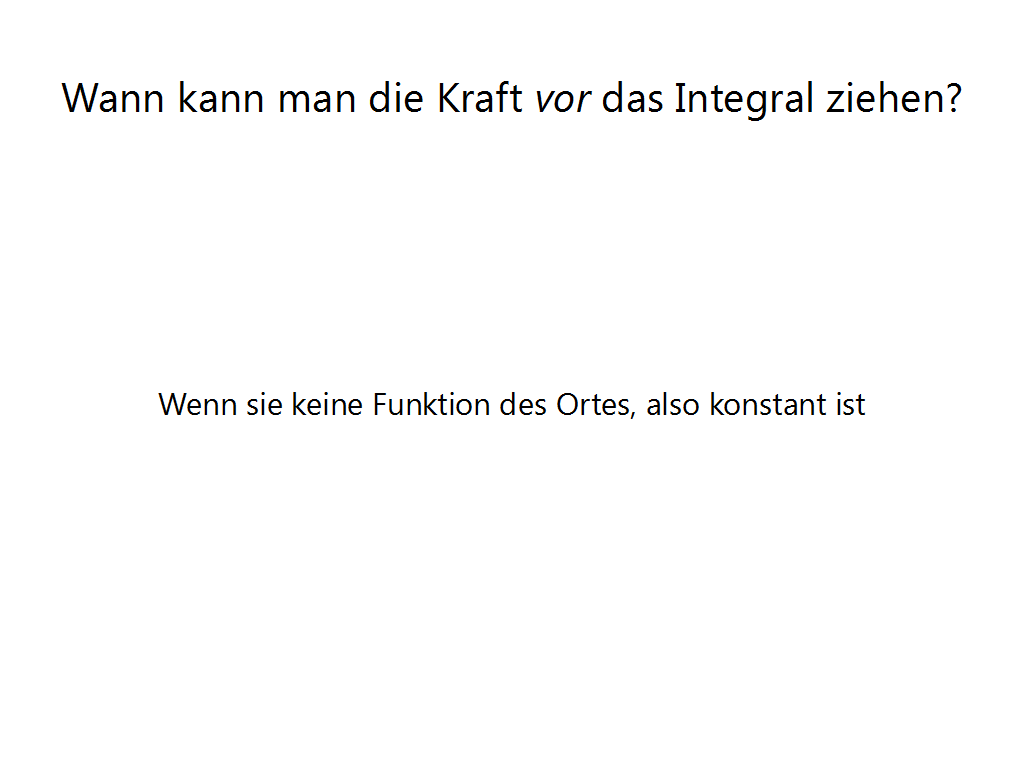 Wann kann man die Kraft vor das Integral ziehen?
Wenn sie keine Funktion des Ortes, also konstant ist